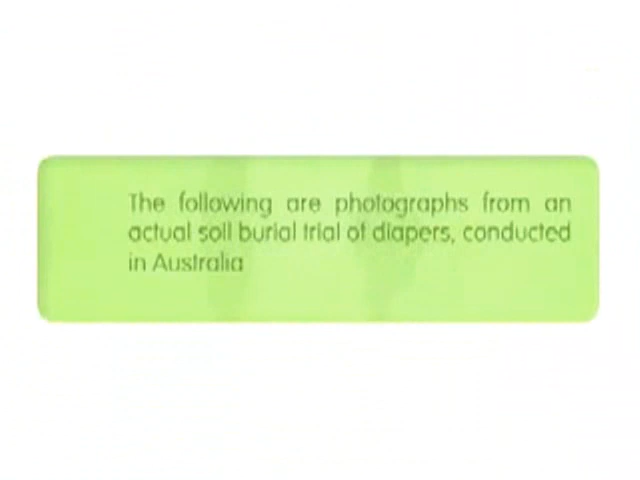 The following are photographs from an
actual soil burial trial of diapers, conducted
in Australia